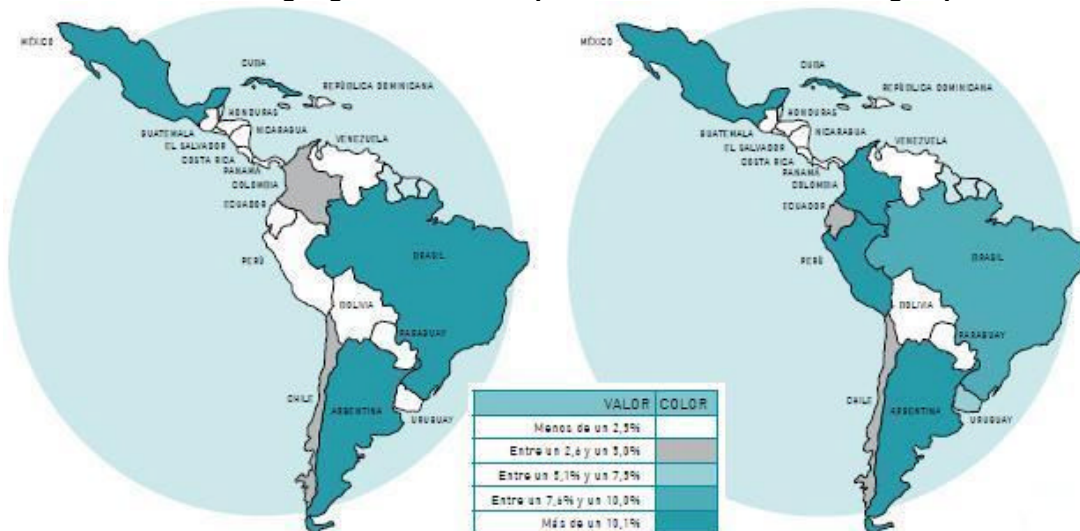 MÉXICO
CUBA
REPÚBLICA DOMINICANA
HONDURAS
GUATEMALA
NICARAGUA
EL SALVADOR
VENEZUELA
COSTA RICA
PANAMÁ
COLOMBIA
ECUADOR
PERÚ
BRASIL
BOLIVIA
PARAGUAY
CHILE
ARGENTINA
URUGUAY
MÉXICO
CUBA
REPÚBLICA DOMINICANA
HONDURAS
GUATEMALA
NICARAGUA
EL SALVADOR
VENEZUELA
COSTA RICA
PANAMÁ
COLOMBIA
ECUADOR
PERÚ
BRASIL
BOLIVIA
PARAGUAY
CHILE
ARGENTINA
URUGUAY
VALOR COLOR
Menos de un 2,5%
Entre un 2,6 y un 5,0%
Entre un 5,1% y un 7,5%
Entre un 7,6% y un 10,0%
Más de un 10,1%